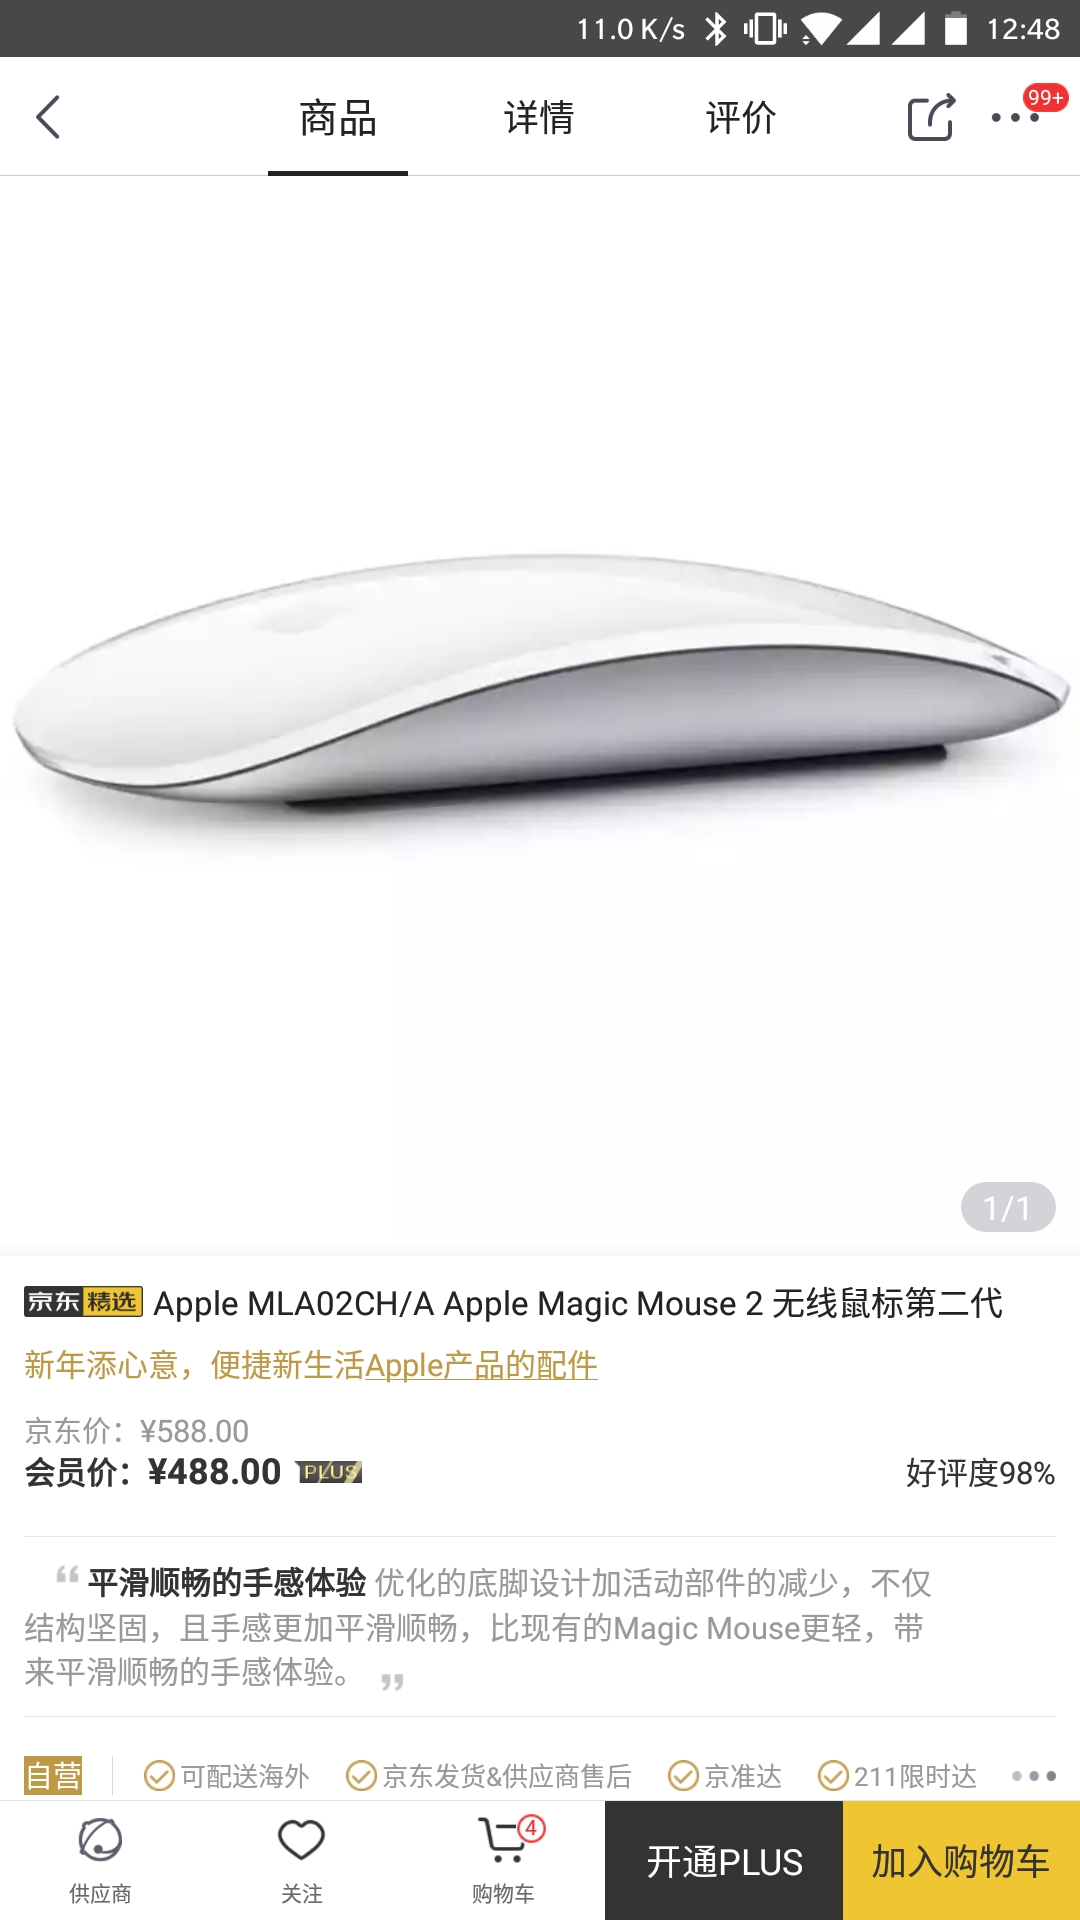 11.0 K/s 12:48
商品 详情 评价 99+
1/1
京东精选 Apple MLA02CH/A Apple Magic Mouse 2 无线鼠标第二代
新年添心意，便捷新生活Apple产品的配件
京东价：¥588.00
会员价：¥488.00 PLUS 好评度98%
“平滑顺畅的手感体验 优化的底脚设计加活动部件的减少，不仅
结构坚固，且手感更加平滑顺畅，比现有的Magic Mouse更轻，带
来平滑顺畅的手感体验。”
自营 可配送海外 京东发货&供应商售后 京准达 211限时达
供应商 关注 购物车 4 开通PLUS 加入购物车